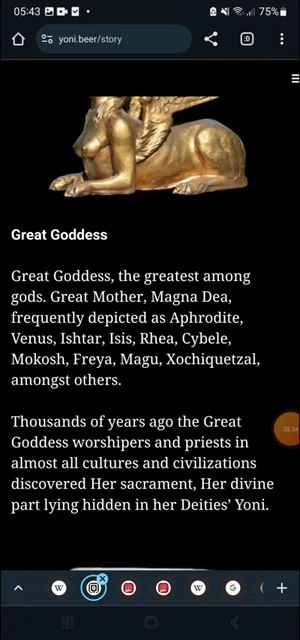 05:43
75%
yoni.beer/story
:D
Great Goddess
Great Goddess, the greatest among
gods. Great Mother, Magna Dea,
frequently depicted as Aphrodite,
Venus, Ishtar, Isis, Rhea, Cybele,
Mokosh, Freya, Magu, Xochiquetzal,
amongst others.
Thousands of years ago the Great
Goddess worshipers and priests in
almost all cultures and civilizations
discovered Her sacrament, Her divine
part lying hidden in her Deities’ Yoni.
W
W
G